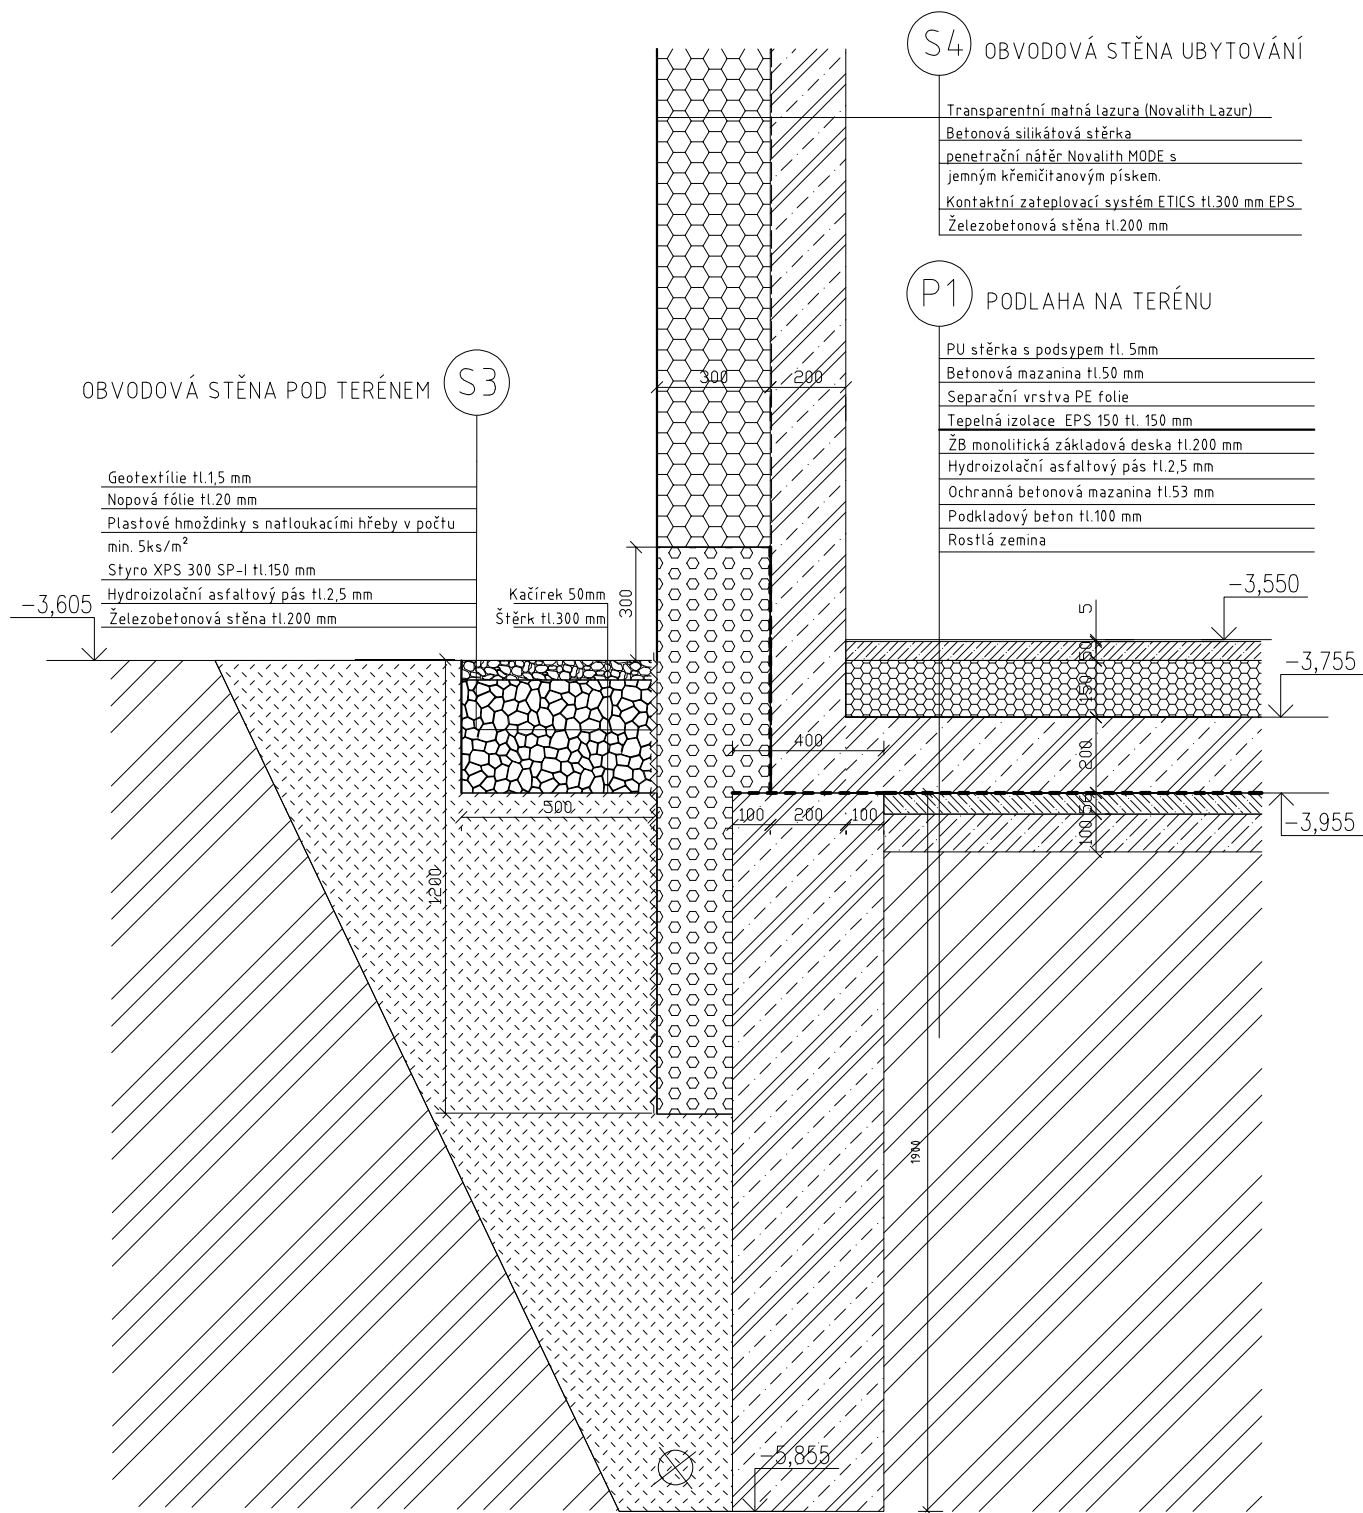 S4 OBVODOVÁ STĚNA UBYTOVÁNÍ
Transparentní matná lazura (Novalith Lazur)
Betonová silikátová stěrka
penetrační nátěr Novalith MODE s
jemným křemičitanovým pískem.
Kontaktní zateplovací systém ETICS tl.300 mm EPS
Železobetonová stěna tl.200 mm
P1 PODLAHA NA TERÉNU
PU stěrka s podsypem tl. 5mm
Betonová mazanina tl.50 mm
Separační vrstva PE folie
Tepelná izolace EPS 150 tl. 150 mm
ŽB monolitická základová deska tl.200 mm
Hydroizolační asfaltový pás tl.2,5 mm
Ochranná betonová mazanina tl.53 mm
Podkladový beton tl.100 mm
Rostlá zemina
OBVODOVÁ STĚNA POD TERÉNEM S3
Geotextílie tl.1,5 mm
Nopová fólie tl.20 mm
Plastové hmoždinky s natloukacími hřeby v počtu
min. 5ks/m²
Styro XPS 300 SP-I tl.150 mm
Hydroizolační asfaltový pás tl.2,5 mm
Železobetonová stěna tl.200 mm
Kačírek 50mm
Štěrk tl.300 mm
300 200
300
-3,605
-3,550
5
50
150
-3,755
400
200
500
100 200 100
56
100
-3,955
1200
1900
-5,855